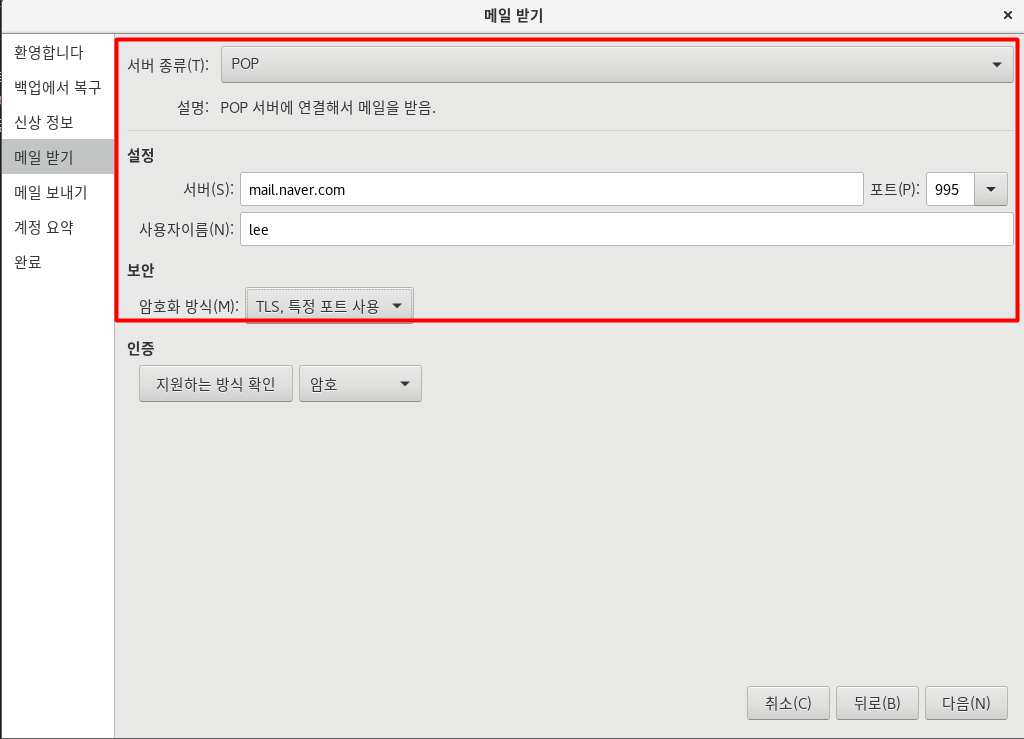 메일 받기
환영합니다
백업에서 복구
신상 정보
메일 받기
메일 보내기
계정 요약
완료
서버 종류(T): POP
설명: POP 서버에 연결해서 메일을 받음.
설정
서버(S): mail.naver.com 포트(P): 995
사용자이름(N): lee
보안
암호화 방식(M): TLS, 특정 포트 사용
인증
지원하는 방식 확인 암호
취소(C) 뒤로(B) 다음(N)